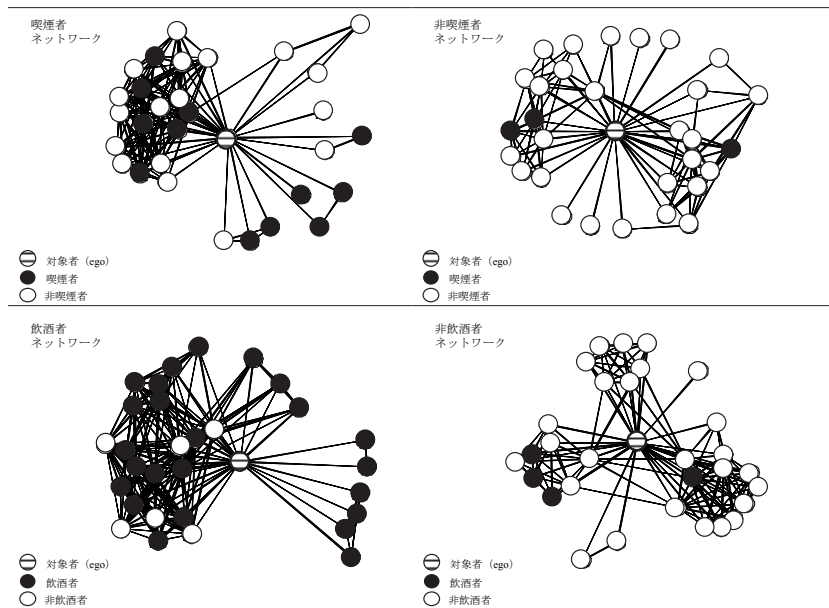 喫煙者
ネットワーク
対象者（ego）
喫煙者
非喫煙者
非喫煙者
ネットワーク
対象者（ego）
喫煙者
非喫煙者
飲酒者
ネットワーク
対象者（ego）
飲酒者
非飲酒者
非飲酒者
ネットワーク
対象者（ego）
飲酒者
非飲酒者